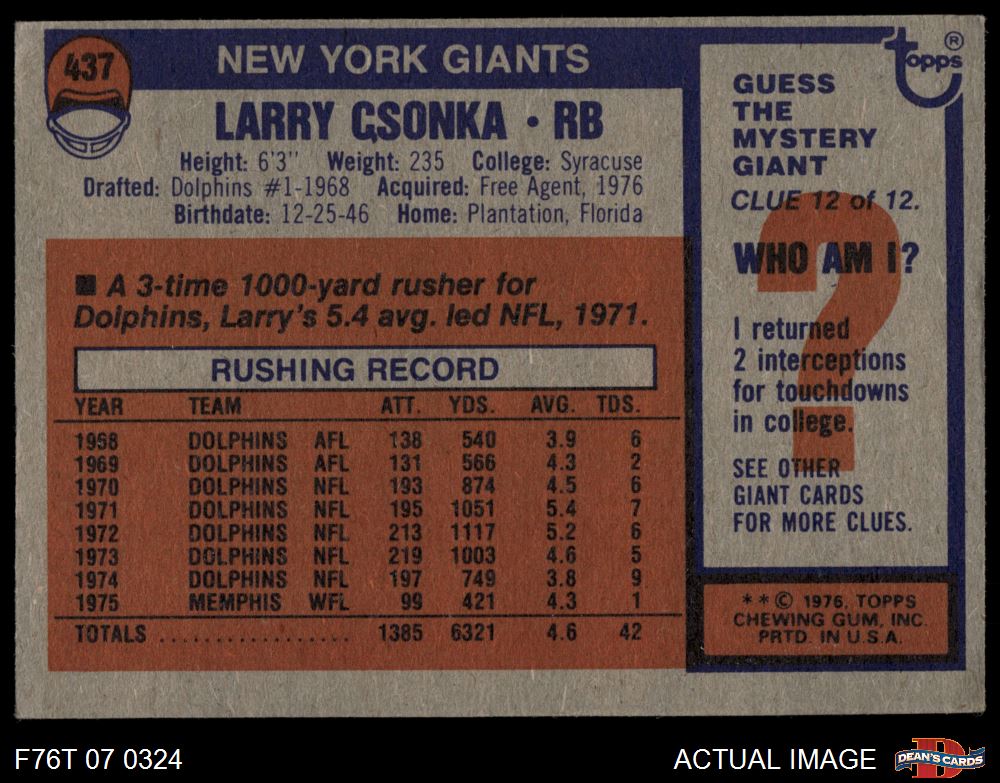 437
NEW YORK GIANTS
LARRY CSONKA • RB
Height: 6'3" Weight: 235 College: Syracuse
Drafted: Dolphins #1-1968 Acquired: Free Agent, 1976
Birthdate: 12-25-46 Home: Plantation, Florida
■ A 3-time 1000-yard rusher for
Dolphins, Larry's 5.4 avg. led NFL, 1971.
RUSHING RECORD
YEAR TEAM ATT. YDS. AVG. TDS.
1968 DOLPHINS AFL 138 540 3.9 6
1969 DOLPHINS AFL 131 566 4.3 2
1970 DOLPHINS NFL 193 874 4.5 6
1971 DOLPHINS NFL 195 1051 5.4 7
1972 DOLPHINS NFL 213 1117 5.2 6
1973 DOLPHINS NFL 219 1003 4.6 5
1974 DOLPHINS NFL 197 749 3.8 9
1975 MEMPHIS WFL 99 421 4.3 1
TOTALS .................. 1385 6321 4.6 42
topps ®
GUESS
THE
MYSTERY
GIANT
CLUE 12 of 12.
?
WHO AM I?
I returned
2 interceptions
for touchdowns
in college.
SEE OTHER
GIANT CARDS
FOR MORE CLUES.
* * © 1976, TOPPS
CHEWING GUM, INC.
PRTD. IN U.S.A.
F76T 07 0324
ACTUAL IMAGE
D
DEAN'S CARDS